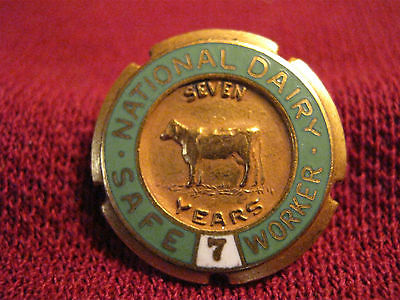 · NATIONAL DAIRY ·
SEVEN
YEARS
SAFE 7 WORKER